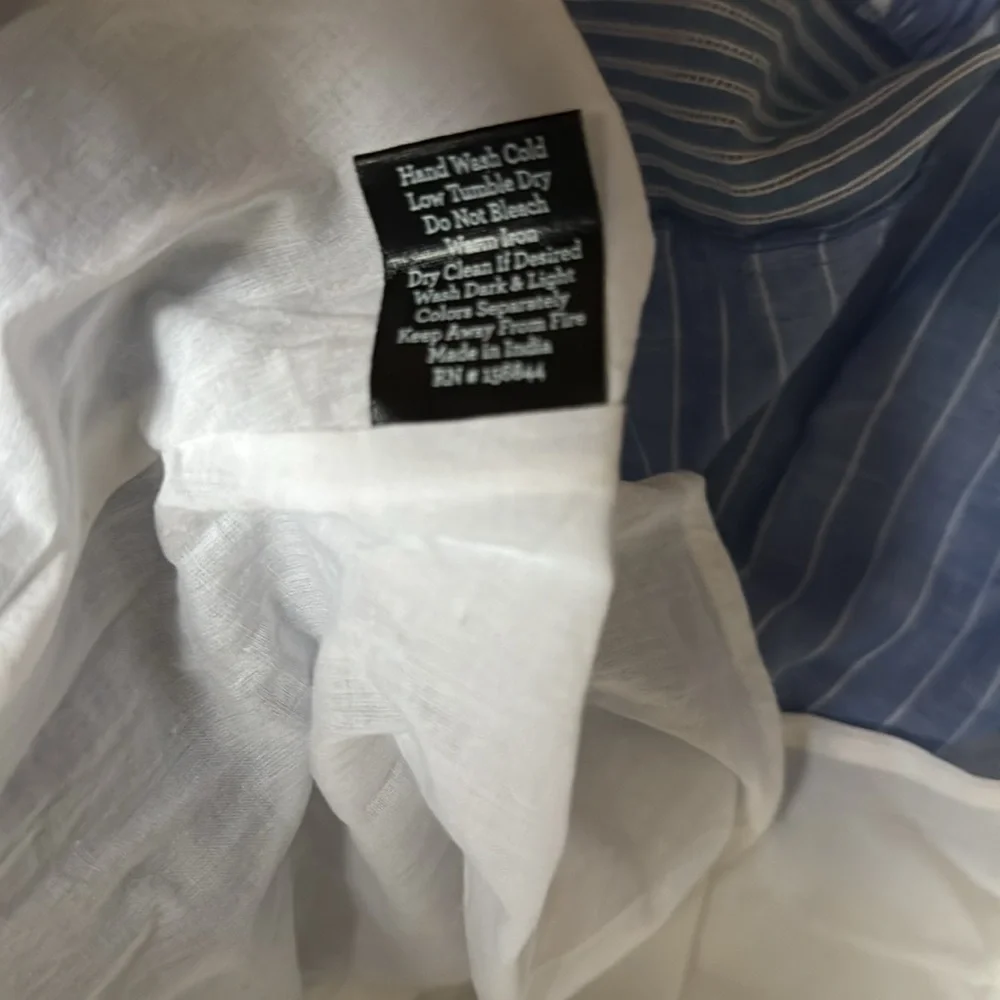 Hand Wash Cold
Low Tumble Dry
Do Not Bleach
Warm Iron
Dry Clean If Desired
Wash Dark & Light
Colors Separately
Keep Away From Fire
Made in India
RN # 136844